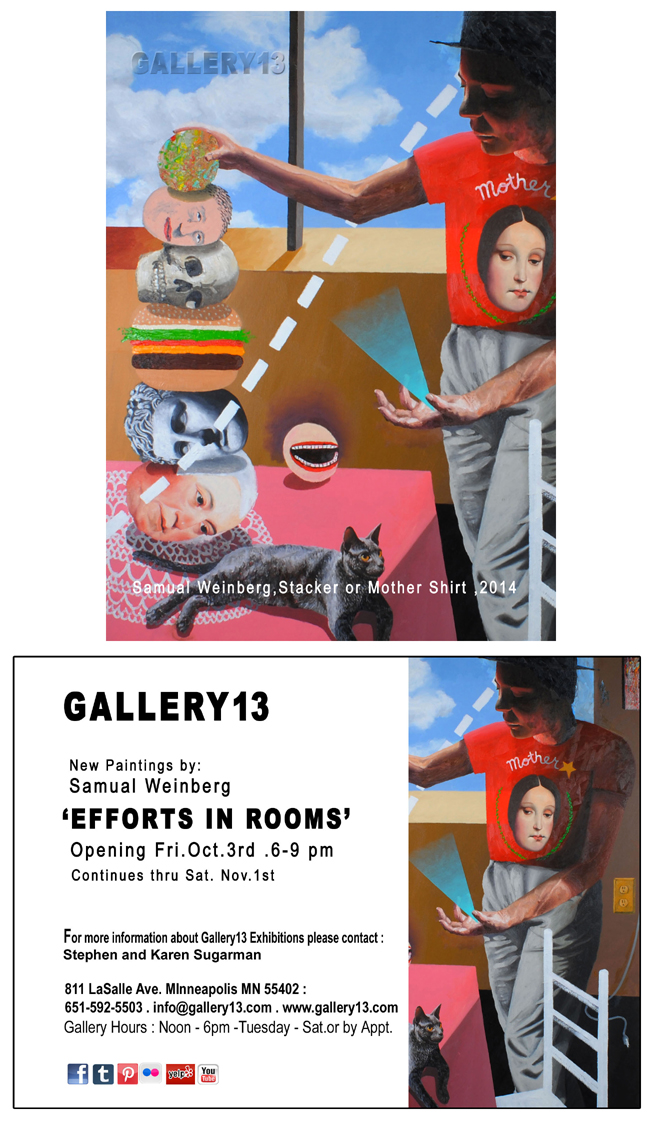 GALLERY13
Mother
Samual Weinberg,Stacker or Mother Shirt ,2014
GALLERY13
New Paintings by:
Samual Weinberg
‘EFFORTS IN ROOMS’
Opening Fri.Oct.3rd .6-9 pm
Continues thru Sat. Nov.1st
Mother
For more information about Gallery13 Exhibitions please contact :
Stephen and Karen Sugarman
811 LaSalle Ave. MInneapolis MN 55402 :
651-592-5503 . info@gallery13.com . www.gallery13.com
Gallery Hours : Noon - 6pm -Tuesday - Sat.or by Appt.
f t P yelp You Tube